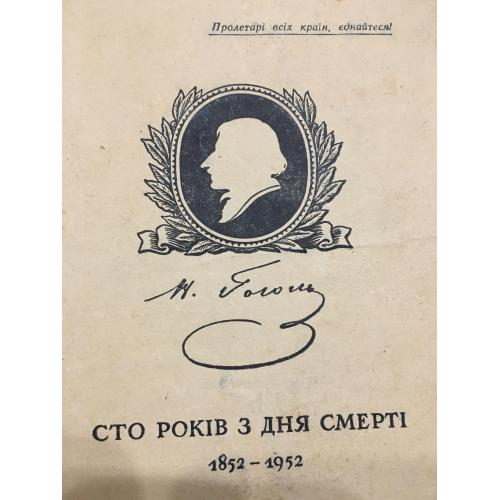 Пролетарі всіх країн, єднайтеся!
Н. Гоголь
СТО РОКІВ З ДНЯ СМЕРТІ
1852 – 1952